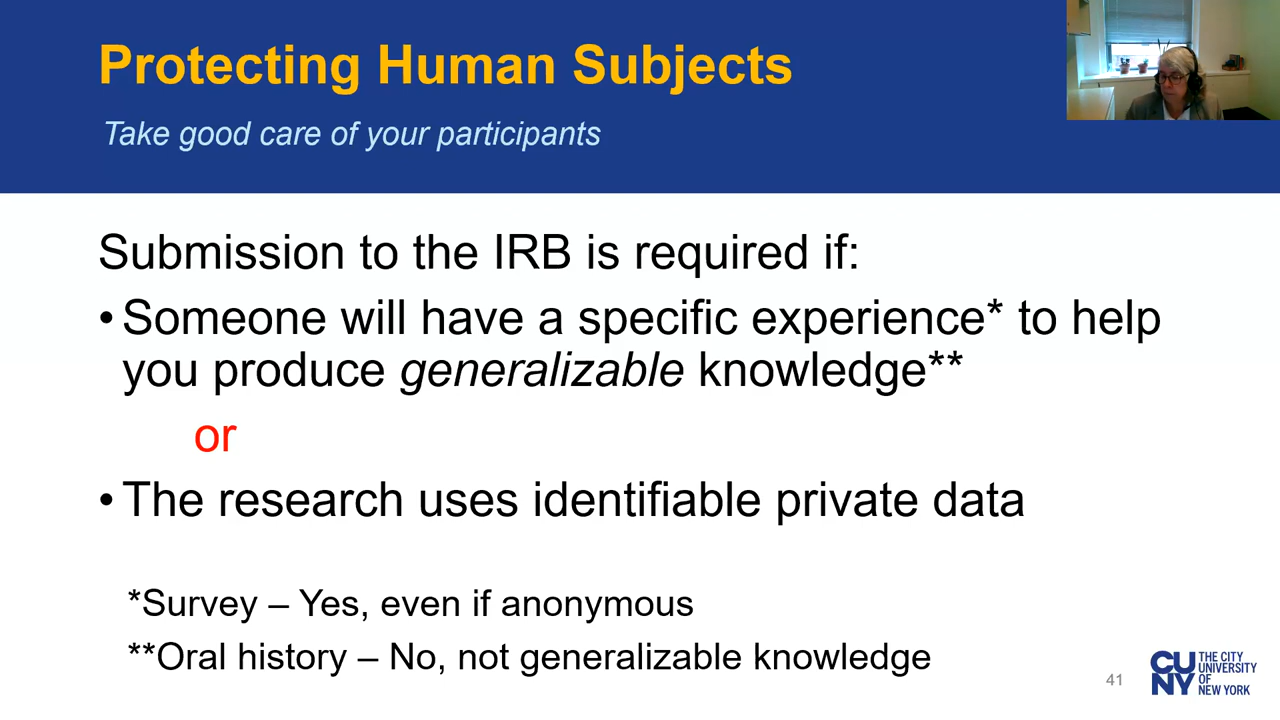 Protecting Human Subjects
Take good care of your participants
Submission to the IRB is required if:
•Someone will have a specific experience* to help
you produce generalizable knowledge**
or
•The research uses identifiable private data
*Survey – Yes, even if anonymous
**Oral history – No, not generalizable knowledge
41
CU
NY
THE CITY
UNIVERSITY
OF
NEW YORK